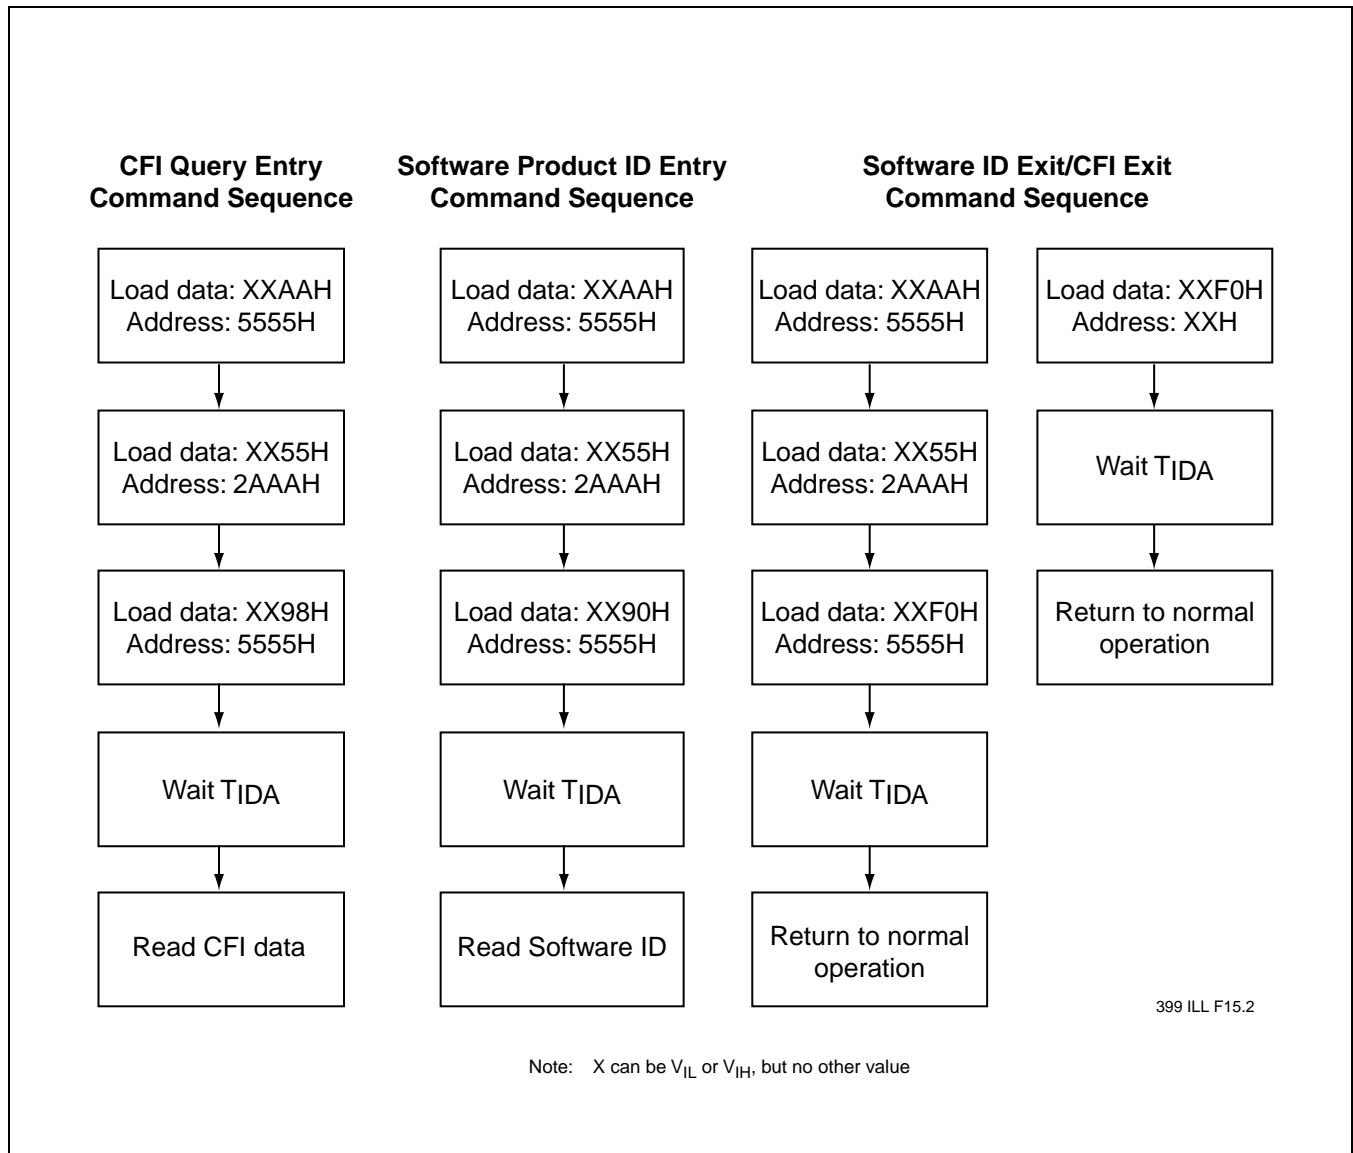 CFI Query Entry
Command Sequence
Load data: XXAAH
Address: 5555H
Load data: XX55H
Address: 2AAAH
Load data: XX98H
Address: 5555H
Wait TIDA
Read CFI data
Software Product ID Entry
Command Sequence
Load data: XXAAH
Address: 5555H
Load data: XX55H
Address: 2AAAH
Load data: XX90H
Address: 5555H
Wait TIDA
Read Software ID
Software ID Exit/CFI Exit
Command Sequence
Load data: XXAAH
Address: 5555H
Load data: XX55H
Address: 2AAAH
Load data: XXF0H
Address: 5555H
Wait TIDA
Return to normal
operation
Load data: XXF0H
Address: XXH
Wait TIDA
Return to normal
operation
399 ILL F15.2
Note: X can be VIL or VIH, but no other value